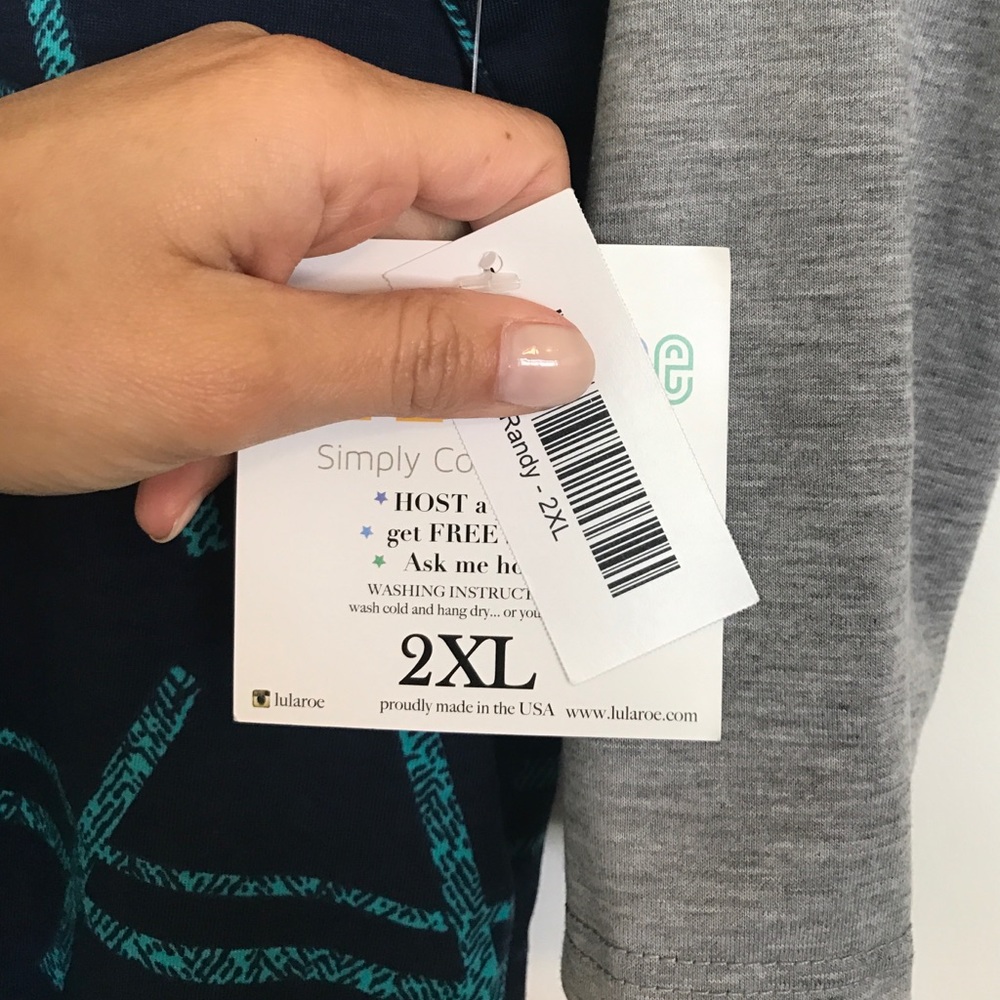 e
Simply Co
HOST a
get FREE
Ask me ho
WASHING INSTRUCT
wash cold and hang dry... or you
2XL
lularoe
proudly made in the USA www.lularoe.com
Randy - 2XL